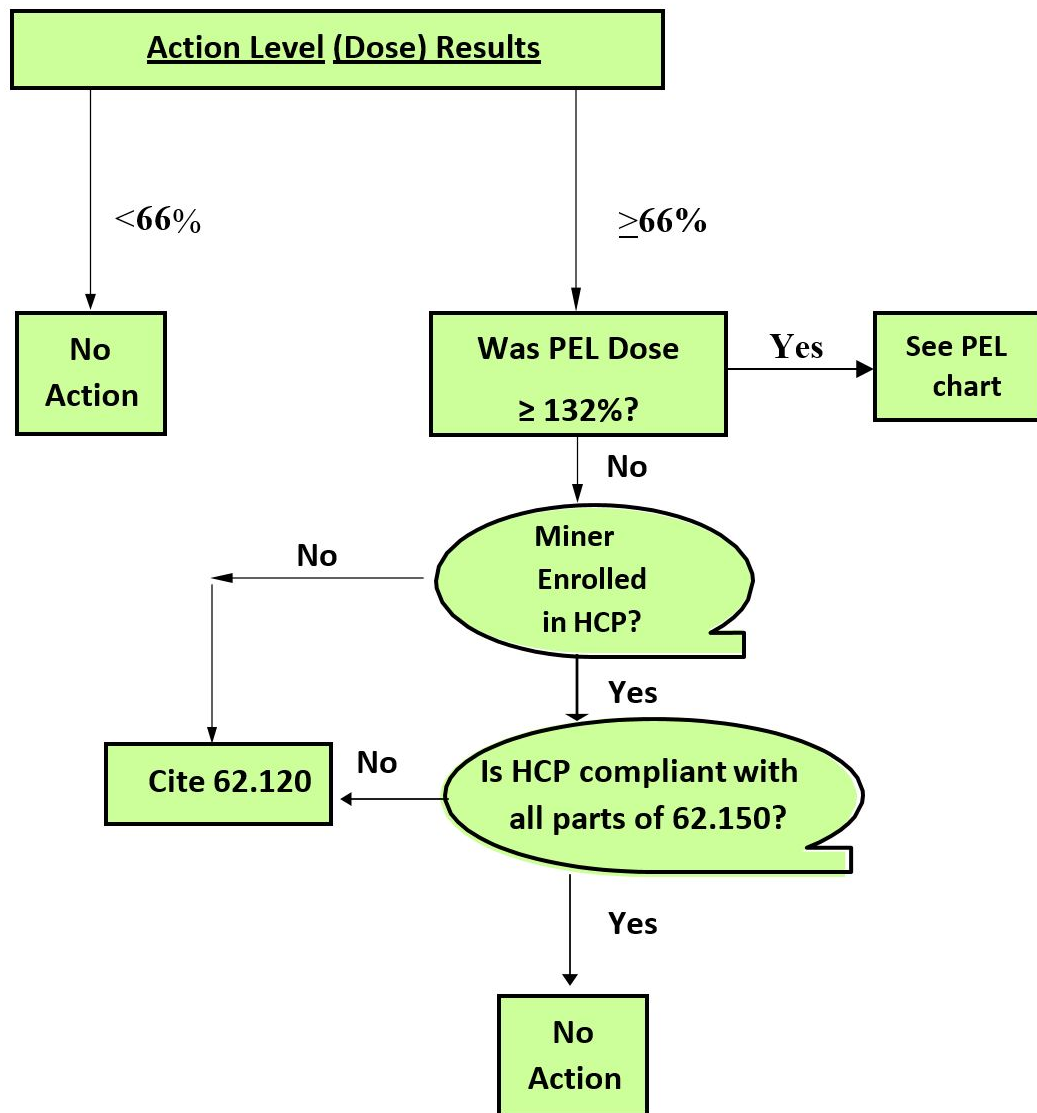 Action Level (Dose) Results
<66%
≥66%
No
Action
Was PEL Dose
≥ 132%?
Yes
See PEL
chart
No
Miner
Enrolled
in HCP?
No
Yes
Cite 62.120
No
Is HCP compliant with
all parts of 62.150?
Yes
No
Action